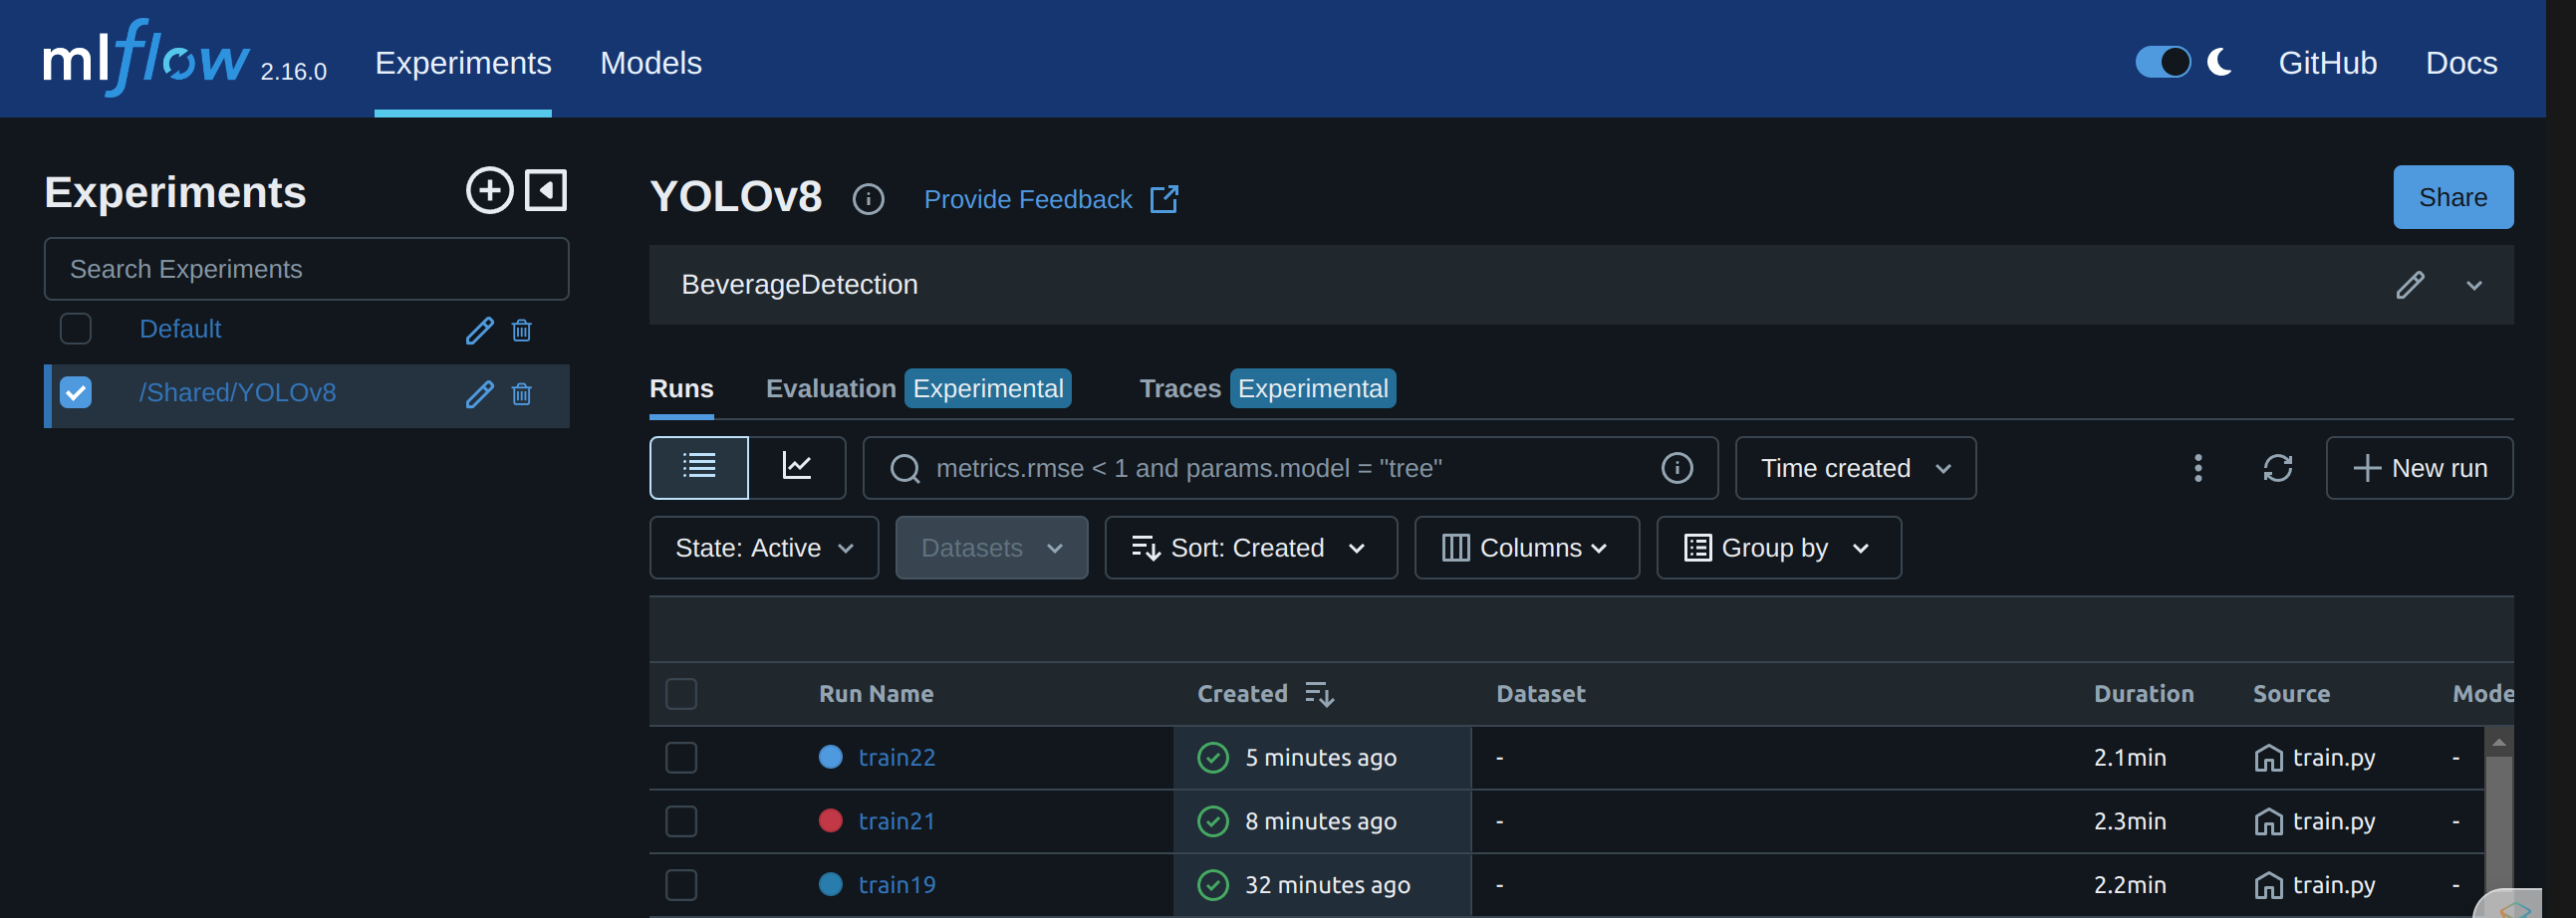 mlflow 2.16.0 Experiments Models GitHub Docs
Experiments
Search Experiments
Default
/Shared/YOLOv8
YOLOv8 Provide Feedback Share
BeverageDetection
Runs Evaluation Experimental Traces Experimental
metrics.rmse < 1 and params.model = "tree" Time created New run
State: Active Datasets Sort: Created Columns Group by
Run Name Created Dataset Duration Source Mode
train22 5 minutes ago - 2.1min train.py -
train21 8 minutes ago - 2.3min train.py -
train19 32 minutes ago - 2.2min train.py -